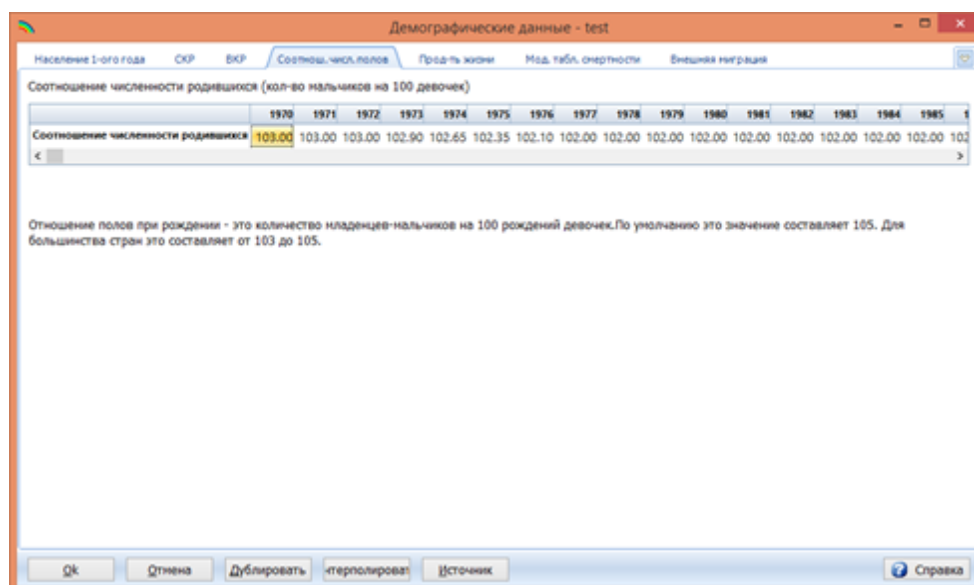 Демографические данные - test
Население 1-ого года СКР ВКР Соотнош. числ. полов Прод-ть жизни Мод. табл. смертности Внешняя миграция
Соотношение численности родившихся (кол-во мальчиков на 100 девочек)
1970 1971 1972 1973 1974 1975 1976 1977 1978 1979 1980 1981 1982 1983 1984 1985 1
Соотношение численности родившихся 103.00 103.00 103.00 102.90 102.65 102.35 102.10 102.00 102.00 102.00 102.00 102.00 102.00 102.00 102.00 102.00 102
Отношение полов при рождении - это количество младенцев-мальчиков на 100 рождений девочек.По умолчанию это значение составляет 105. Для
большинства стран это составляет от 103 до 105.
Ok Отмена Дублировать нтерполироват Источник Справка